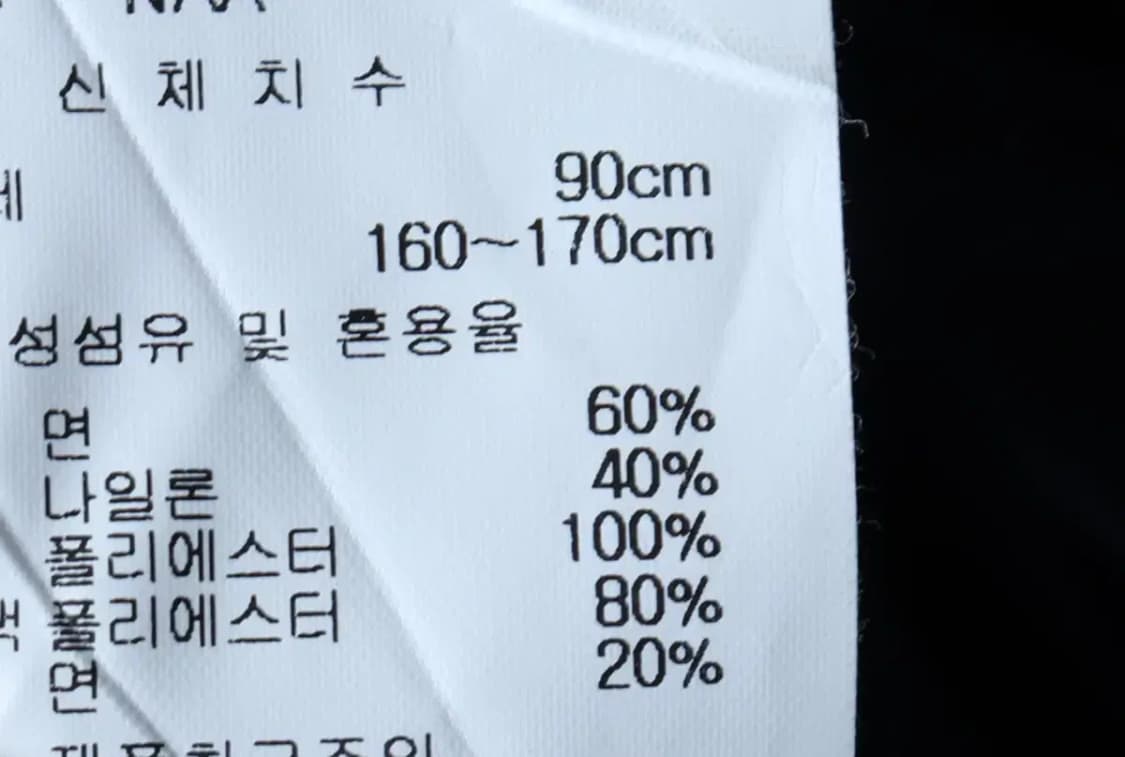 신 체 치 수
90cm
160~170cm
성섬유 및 혼용율
면 60%
나일론 40%
폴리에스터 100%
폴리에스터 80%
면 20%